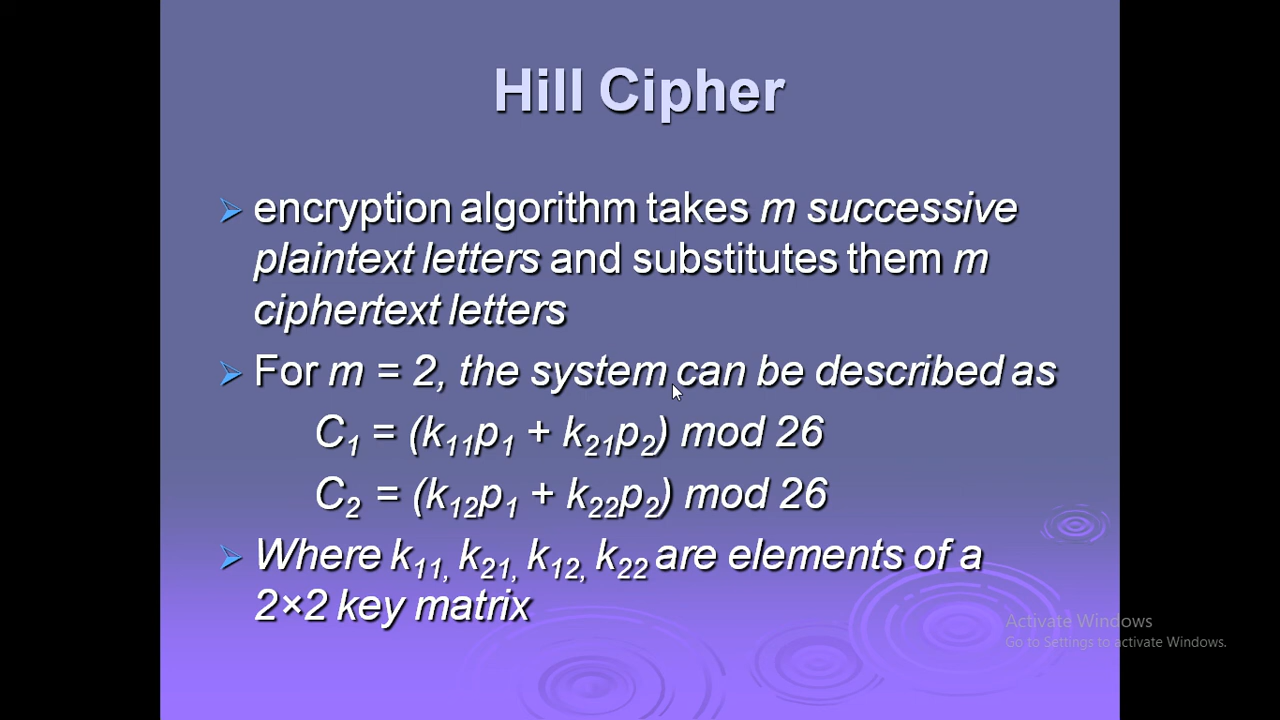 Hill Cipher
encryption algorithm takes m successive
plaintext letters and substitutes them m
ciphertext letters
For m = 2, the system can be described as
C₁ = (k₁₁p₁ + k₂₁p₂) mod 26
C₂ = (k₁₂p₁ + k₂₂p₂) mod 26
Where k₁₁, k₂₁, k₁₂, k₂₂ are elements of a
2×2 key matrix
Activate Windows
Go to Settings to activate Windows.